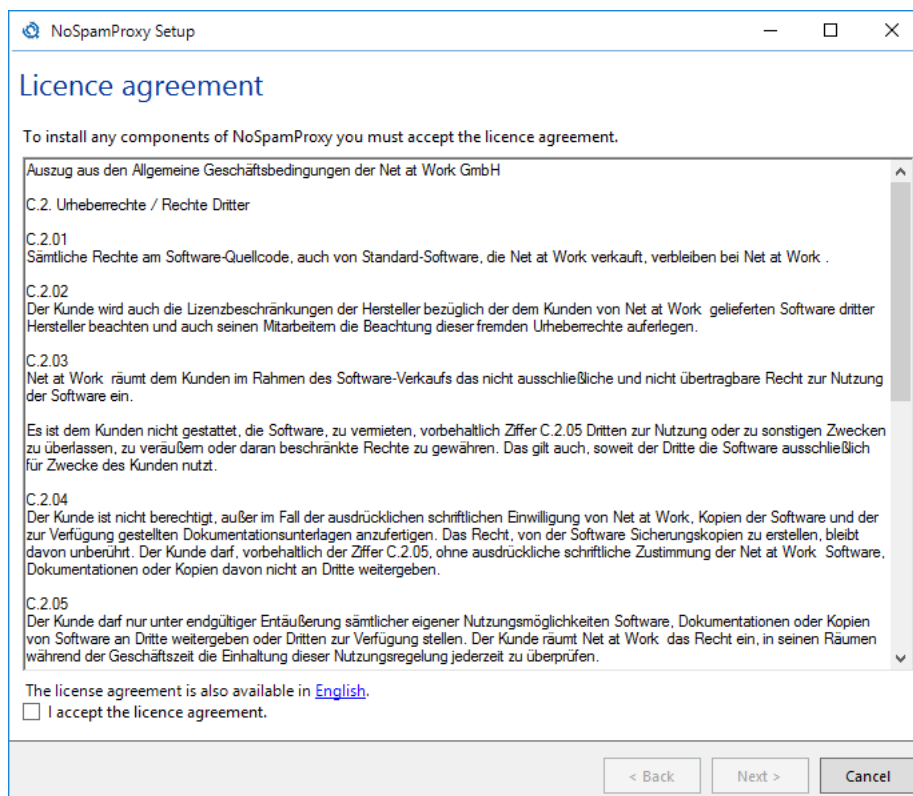 NoSpamProxy Setup
Licence agreement
To install any components of NoSpamProxy you must accept the licence agreement.
Auszug aus den Allgemeine Geschäftsbedingungen der Net at Work GmbH
C.2. Urheberrechte / Rechte Dritter
C.2.01
Sämtliche Rechte am Software-Quellcode, auch von Standard-Software, die Net at Work verkauft, verbleiben bei Net at Work .
C.2.02
Der Kunde wird auch die Lizenzbeschränkungen der Hersteller bezüglich der dem Kunden von Net at Work gelieferten Software dritter
Hersteller beachten und auch seinen Mitarbeitern die Beachtung dieser fremden Urheberrechte auferlegen.
C.2.03
Net at Work räumt dem Kunden im Rahmen des Software-Verkaufs das nicht ausschließliche und nicht übertragbare Recht zur Nutzung
der Software ein.
Es ist dem Kunden nicht gestattet, die Software, zu vermieten, vorbehaltlich Ziffer C.2.05 Dritten zur Nutzung oder zu sonstigen Zwecken
zu überlassen, zu veräußern oder daran beschränkte Rechte zu gewähren. Das gilt auch, soweit der Dritte die Software ausschließlich
für Zwecke des Kunden nutzt.
C.2.04
Der Kunde ist nicht berechtigt, außer im Fall der ausdrücklichen schriftlichen Einwilligung von Net at Work, Kopien der Software und der
zur Verfügung gestellten Dokumentationsunterlagen anzufertigen. Das Recht, von der Software Sicherungskopien zu erstellen, bleibt
davon unberührt. Der Kunde darf, vorbehaltlich der Ziffer C.2.05, ohne ausdrückliche schriftliche Zustimmung der Net at Work Software,
Dokumentationen oder Kopien davon nicht an Dritte weitergeben.
C.2.05
Der Kunde darf nur unter endgültiger Entäußerung sämtlicher eigener Nutzungsmöglichkeiten Software, Dokumentationen oder Kopien
von Software an Dritte weitergeben oder Dritten zur Verfügung stellen. Der Kunde räumt Net at Work das Recht ein, in seinen Räumen
während der Geschäftszeit die Einhaltung dieser Nutzungsregelung jederzeit zu überprüfen.
The license agreement is also available in English.
I accept the licence agreement.
< Back Next > Cancel